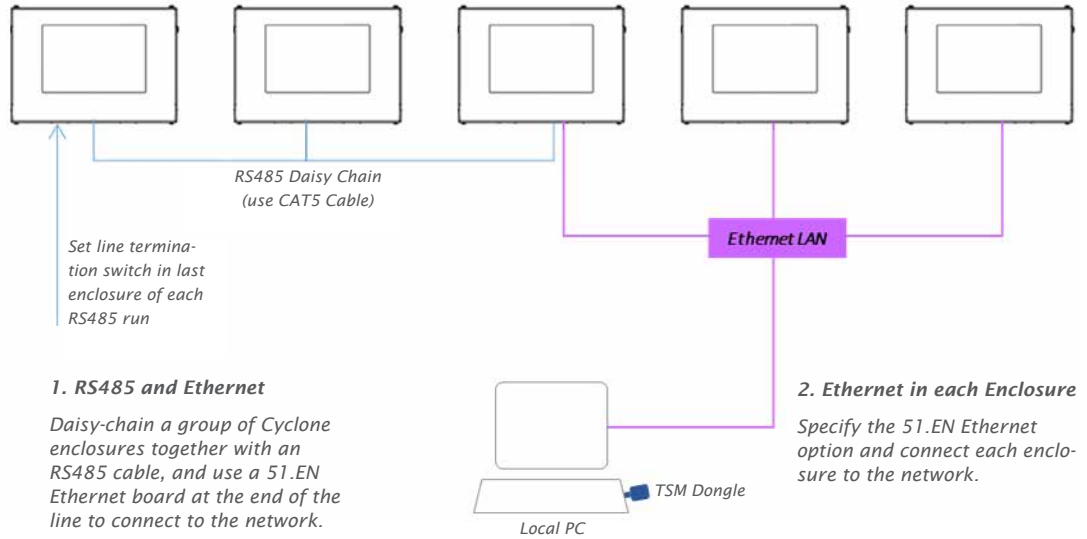 RS485 Daisy Chain
(use CAT5 Cable)
Ethernet LAN
Set line termina-
tion switch in last
enclosure of each
RS485 run
1. RS485 and Ethernet
Daisy-chain a group of Cyclone
enclosures together with an
RS485 cable, and use a 51.EN
Ethernet board at the end of the
line to connect to the network.
2. Ethernet in each Enclosure
Specify the 51.EN Ethernet
option and connect each enclo-
sure to the network.
TSM Dongle
Local PC